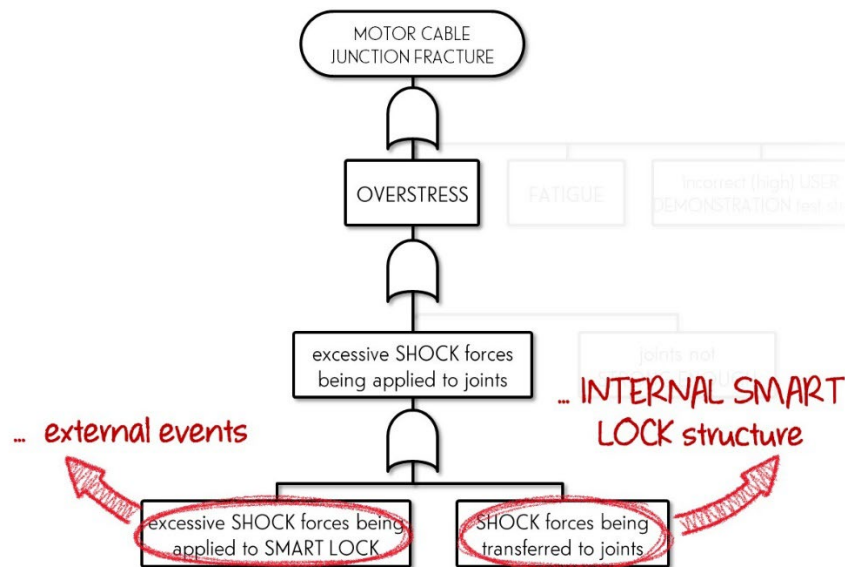 MOTOR CABLE
JUNCTION FRACTURE
OVERSTRESS
FATIGUE
incorrect (high) USER
DEMONSTRATION test
excessive SHOCK forces
being applied to joints
joints not
... external events
... INTERNAL SMART
LOCK structure
excessive SHOCK forces being
applied to SMART LOCK
SHOCK forces being
transferred to joints